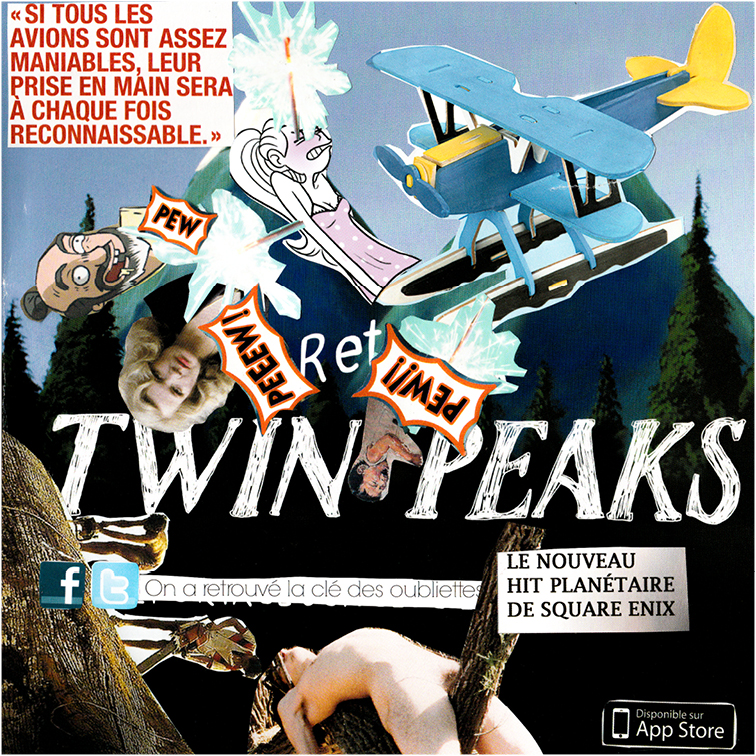 « SI TOUS LES
AVIONS SONT ASSEZ
MANIABLES, LEUR
PRISE EN MAIN SERA
À CHAQUE FOIS
RECONNAISSABLE. »
PEW
PEEEW!
Ret
PEW!!
TWIN PEAKS
f
t
On a retrouvé la clé des oubliettes
LE NOUVEAU
HIT PLANÉTAIRE
DE SQUARE ENIX
Disponible sur
App Store